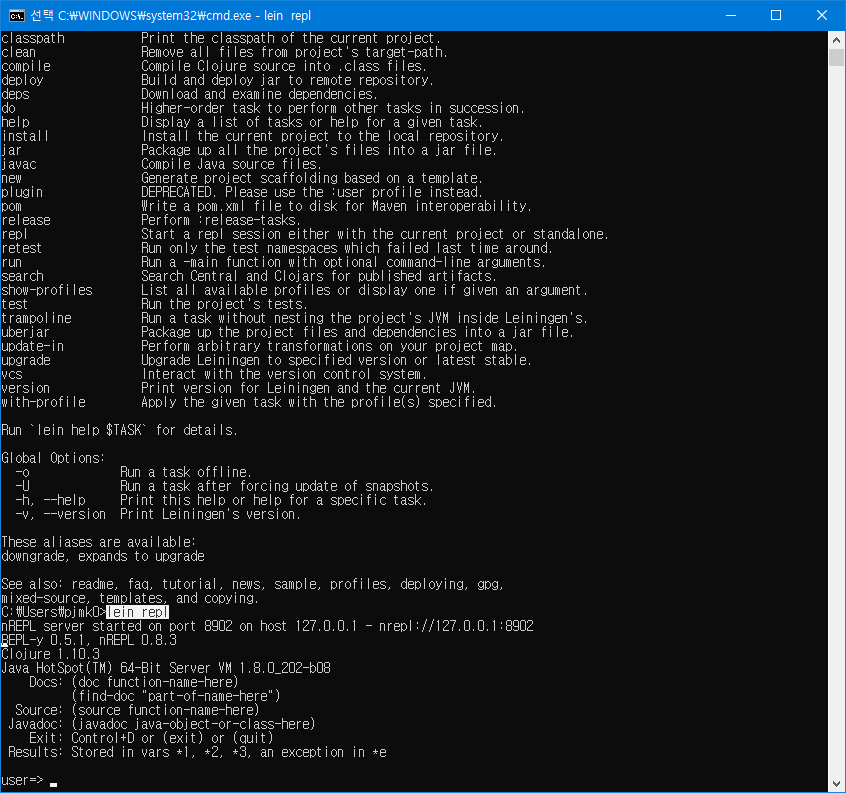 선택 C:₩WINDOWS₩system32₩cmd.exe - lein  repl
classpath           Print the classpath of the current project.
clean               Remove all files from project's target-path.
compile             Compile Clojure source into .class files.
deploy              Build and deploy jar to remote repository.
deps                Download and examine dependencies.
do                  Higher-order task to perform other tasks in succession.
help                Display a list of tasks or help for a given task.
install             Install the current project to the local repository.
jar                 Package up all the project's files into a jar file.
javac               Compile Java source files.
new                 Generate project scaffolding based on a template.
plugin              DEPRECATED. Please use the :user profile instead.
pom                 Write a pom.xml file to disk for Maven interoperability.
release             Perform :release-tasks.
repl                Start a repl session either with the current project or standalone.
retest              Run only the test namespaces which failed last time around.
run                 Run a -main function with optional command-line arguments.
search              Search Central and Clojars for published artifacts.
show-profiles       List all available profiles or display one if given an argument.
test                Run the project's tests.
trampoline          Run a task without nesting the project's JVM inside Leiningen's.
uberjar             Package up the project files and dependencies into a jar file.
update-in           Perform arbitrary transformations on your project map.
upgrade             Upgrade Leiningen to specified version or latest stable.
vcs                 Interact with the version control system.
version             Print version for Leiningen and the current JVM.
with-profile        Apply the given task with the profile(s) specified.
Run `lein help $TASK` for details.
Global Options:
  -o             Run a task offline.
  -U             Run a task after forcing update of snapshots.
  -h, --help     Print this help or help for a specific task.
  -v, --version  Print Leiningen's version.
These aliases are available:
downgrade, expands to upgrade
See also: readme, faq, tutorial, news, sample, profiles, deploying, gpg,
mixed-source, templates, and copying.
C:₩Users₩pjmk0>lein repl
nREPL server started on port 8902 on host 127.0.0.1 - nrepl://127.0.0.1:8902
REPL-y 0.5.1, nREPL 0.8.3
Clojure 1.10.3
Java HotSpot(TM) 64-Bit Server VM 1.8.0_202-b08
    Docs: (doc function-name-here)
          (find-doc "part-of-name-here")
  Source: (source function-name-here)
 Javadoc: (javadoc java-object-or-class-here)
    Exit: Control+D or (exit) or (quit)
 Results: Stored in vars *1, *2, *3, an exception in *e
user=>